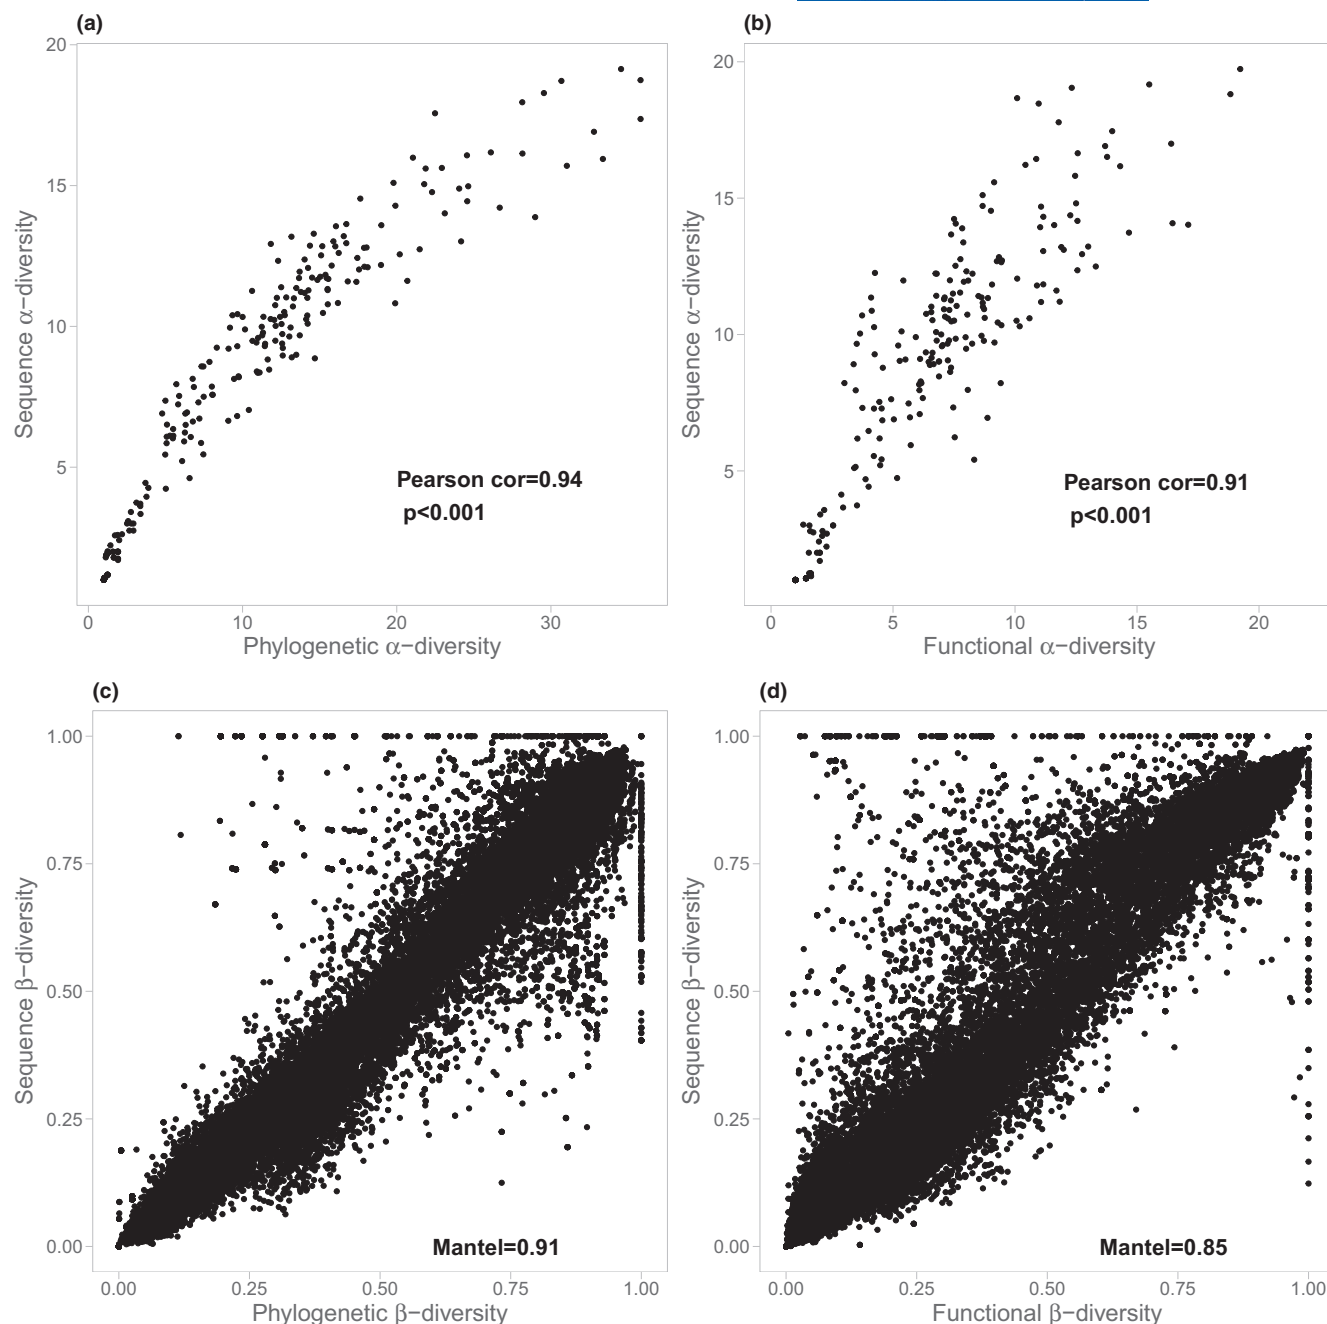 (a)
20
15
10
5
Sequence α−diversity
Pearson cor=0.94
p<0.001
0 10 20 30
Phylogenetic α−diversity
(b)
20
15
10
5
Sequence α−diversity
Pearson cor=0.91
p<0.001
0 5 10 15 20
Functional α−diversity
(c)
1.00
0.75
0.50
0.25
0.00
Sequence β−diversity
Mantel=0.91
0.00 0.25 0.50 0.75 1.00
Phylogenetic β−diversity
(d)
1.00
0.75
0.50
0.25
0.00
Sequence β−diversity
Mantel=0.85
0.00 0.25 0.50 0.75 1.00
Functional β−diversity